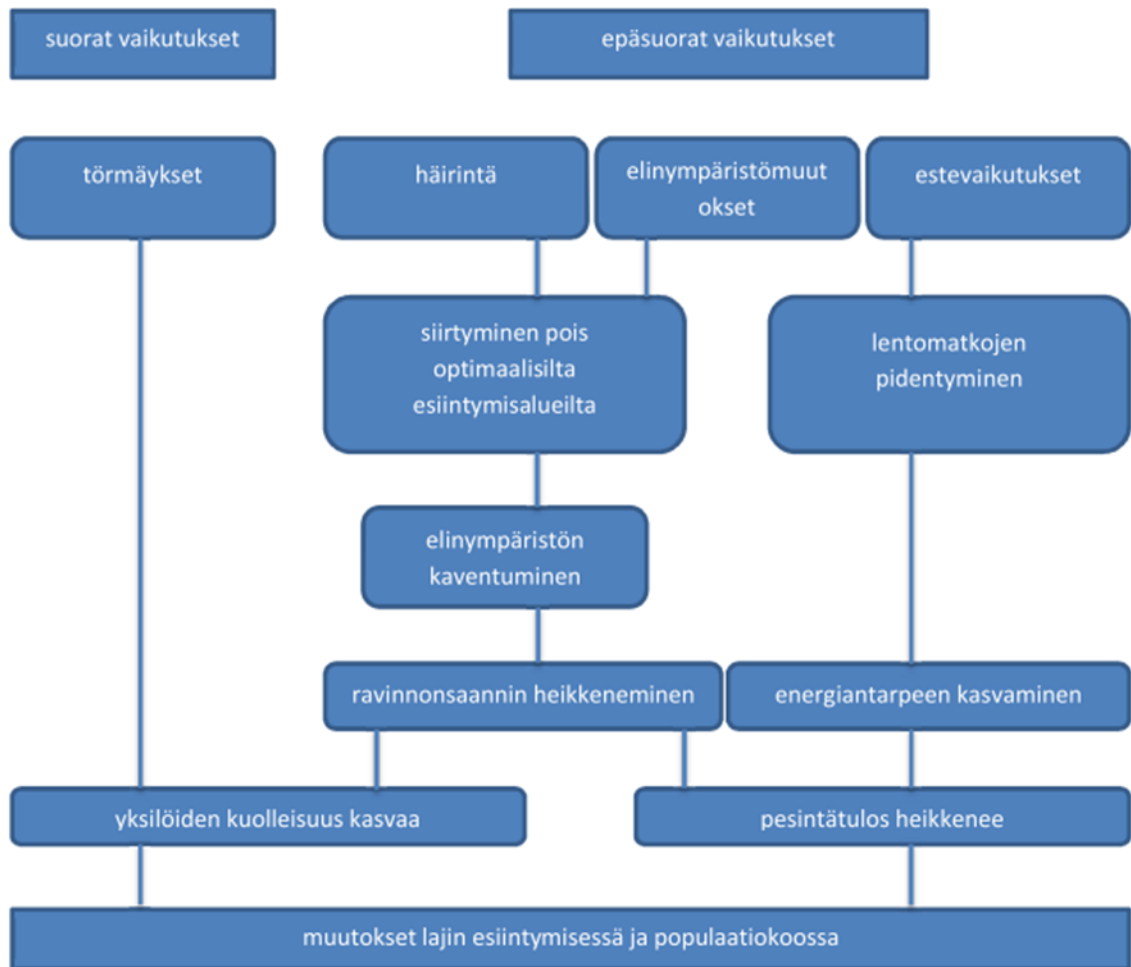 suorat vaikutukset
epäsuorat vaikutukset
törmäykset
häirintä
elinympäristömuut
okset
estevaikutukset
siirtyminen pois
optimaalisilta
esiintymisalueilta
lentomatkojen
pidentyminen
elinympäristön
kaventuminen
ravinnonsaannin heikkeneminen
energiantarpeen kasvaminen
yksilöiden kuolleisuus kasvaa
pesintätulos heikkenee
muutokset lajin esiintymisessä ja populaatiokoossa